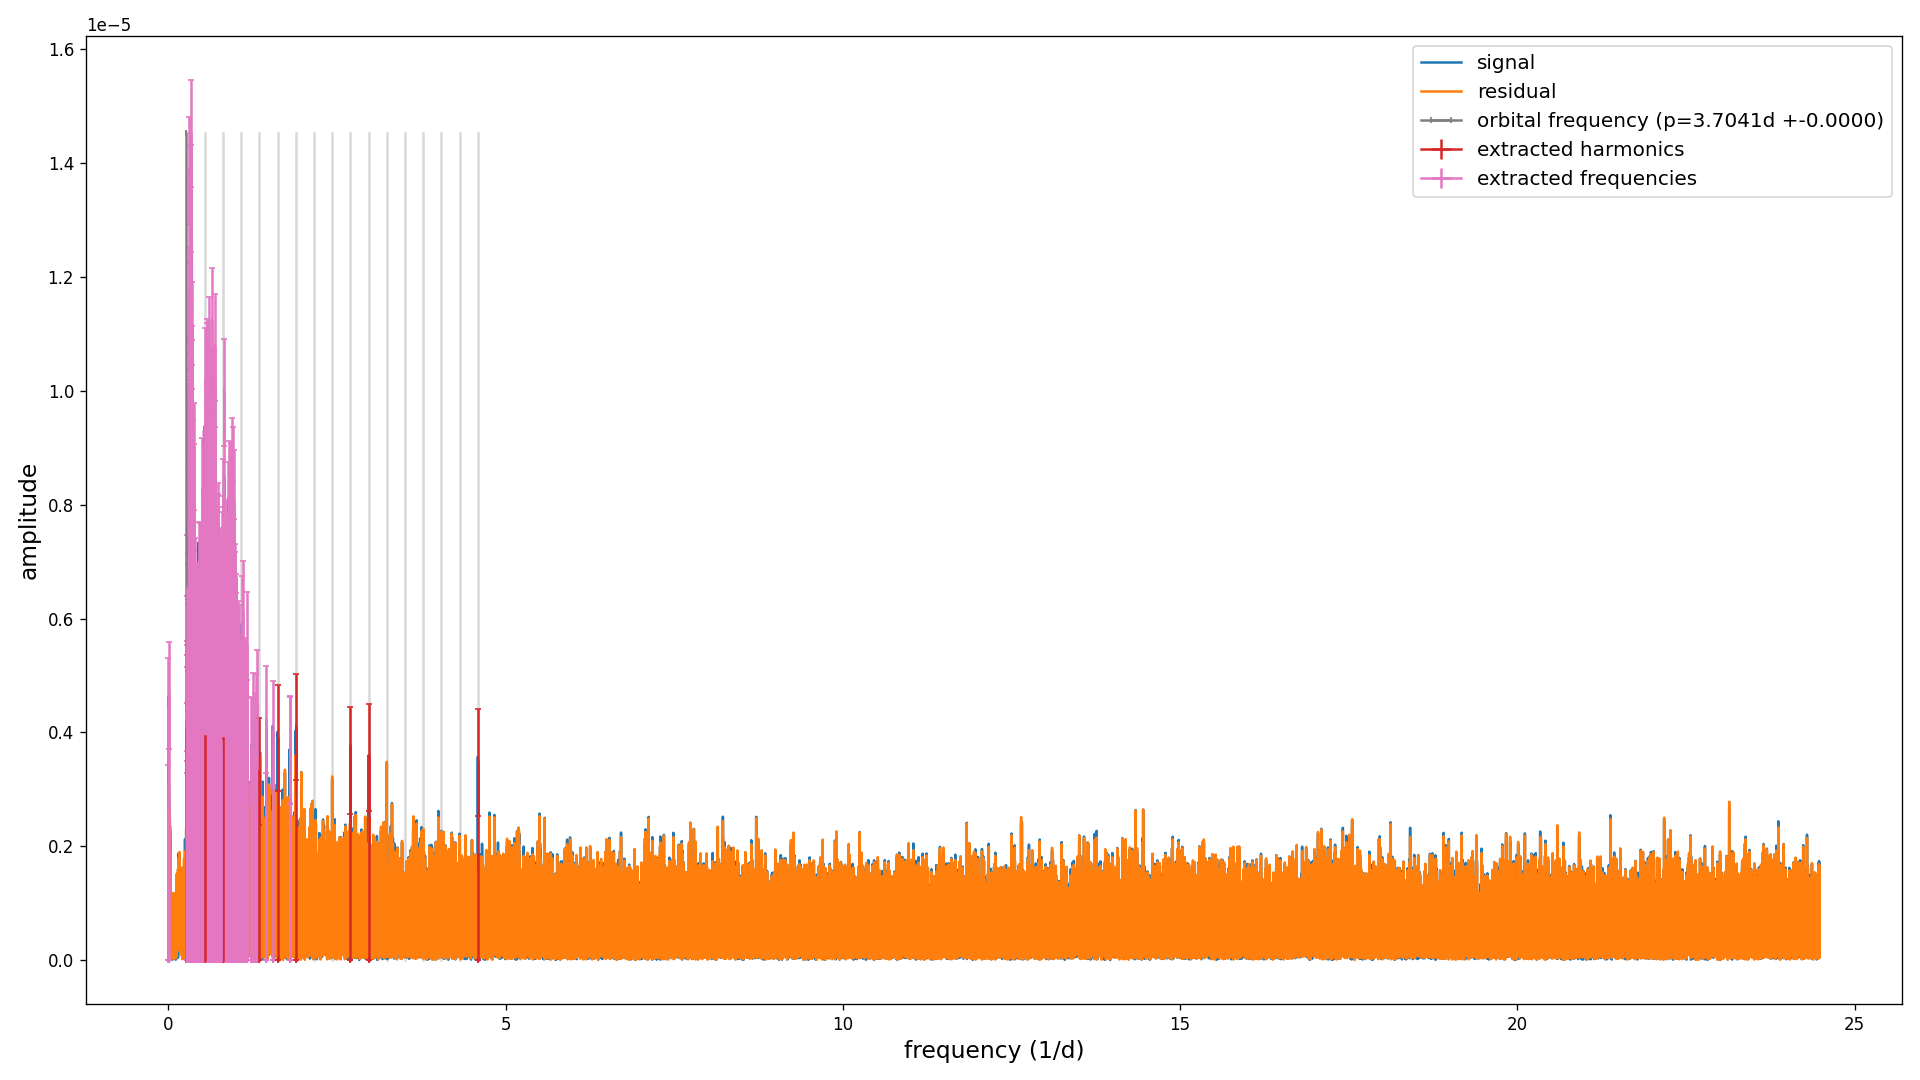 1e−5
1.6
1.4
1.2
1.0
0.8
0.6
0.4
0.2
0.0
amplitude
signal
residual
orbital frequency (p=3.7041d +-0.0000)
extracted harmonics
extracted frequencies
0 5 10 15 20 25
frequency (1/d)